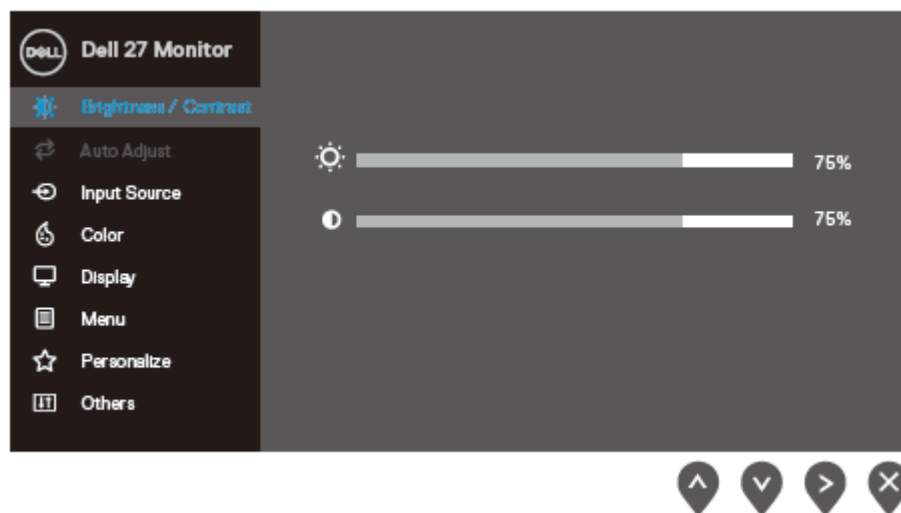 DELL Dell 27 Monitor
Brightness / Contrast
Auto Adjust
75%
Input Source
75%
Color
Display
Menu
Personalize
Others